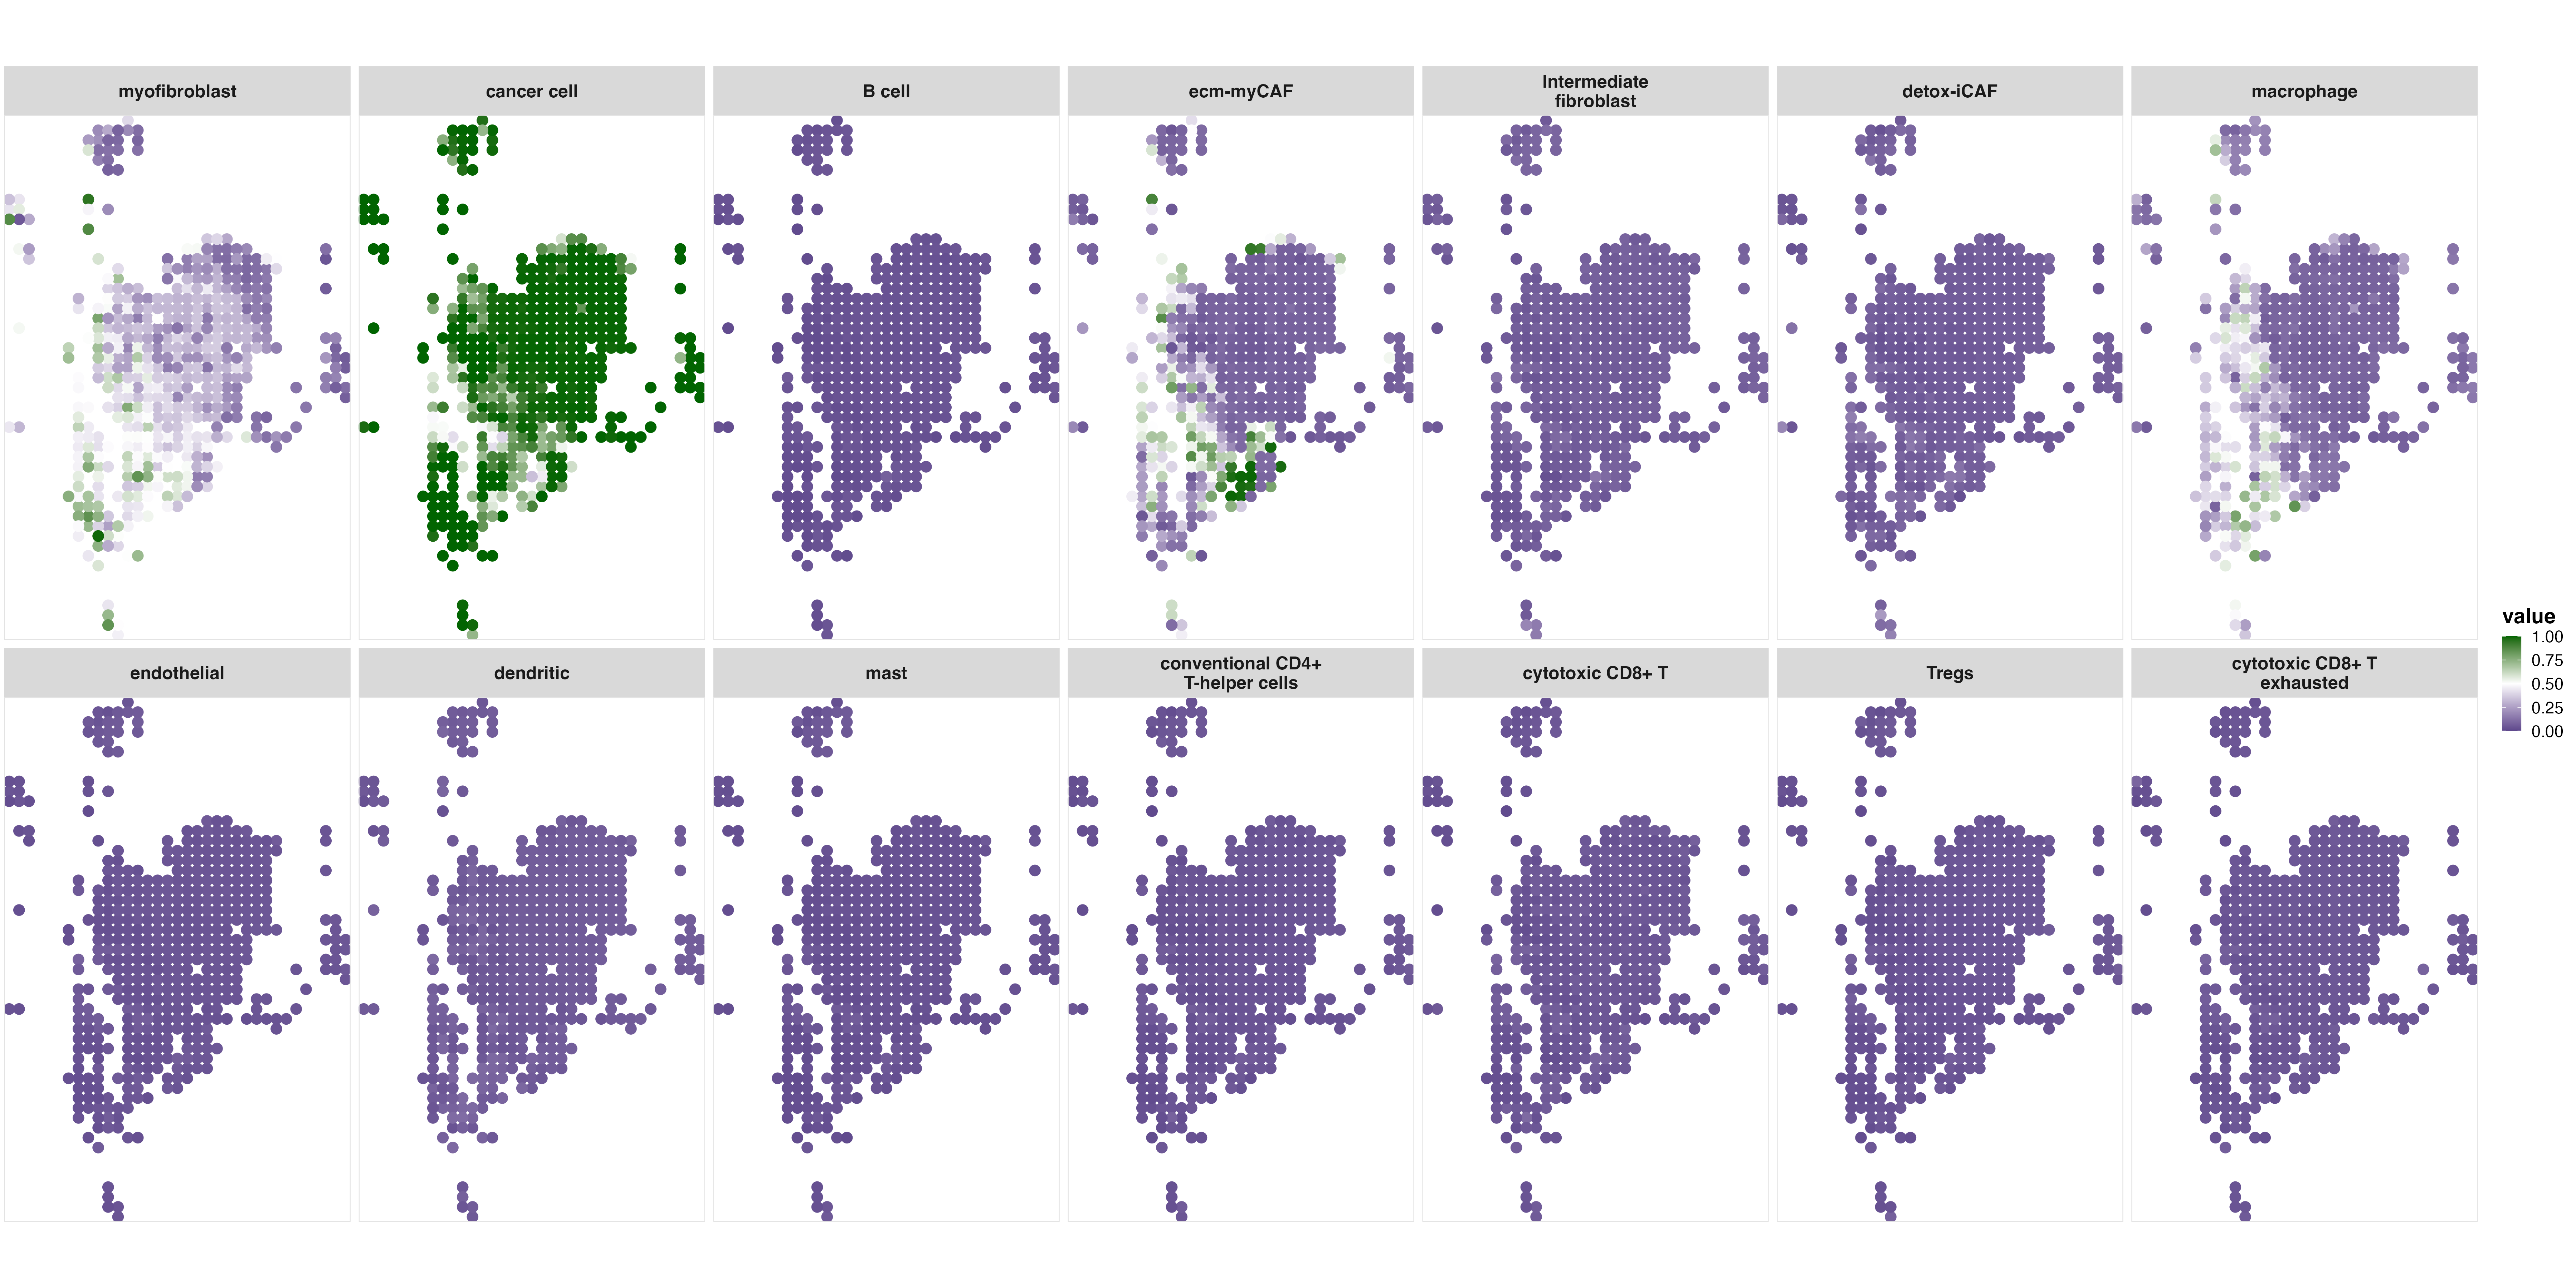 myofibroblast
cancer cell
B cell
ecm-myCAF
Intermediate
fibroblast
detox-iCAF
macrophage
endothelial
dendritic
mast
conventional CD4+
T-helper cells
cytotoxic CD8+ T
Tregs
cytotoxic CD8+ T
exhausted
value
1.00
0.75
0.50
0.25
0.00